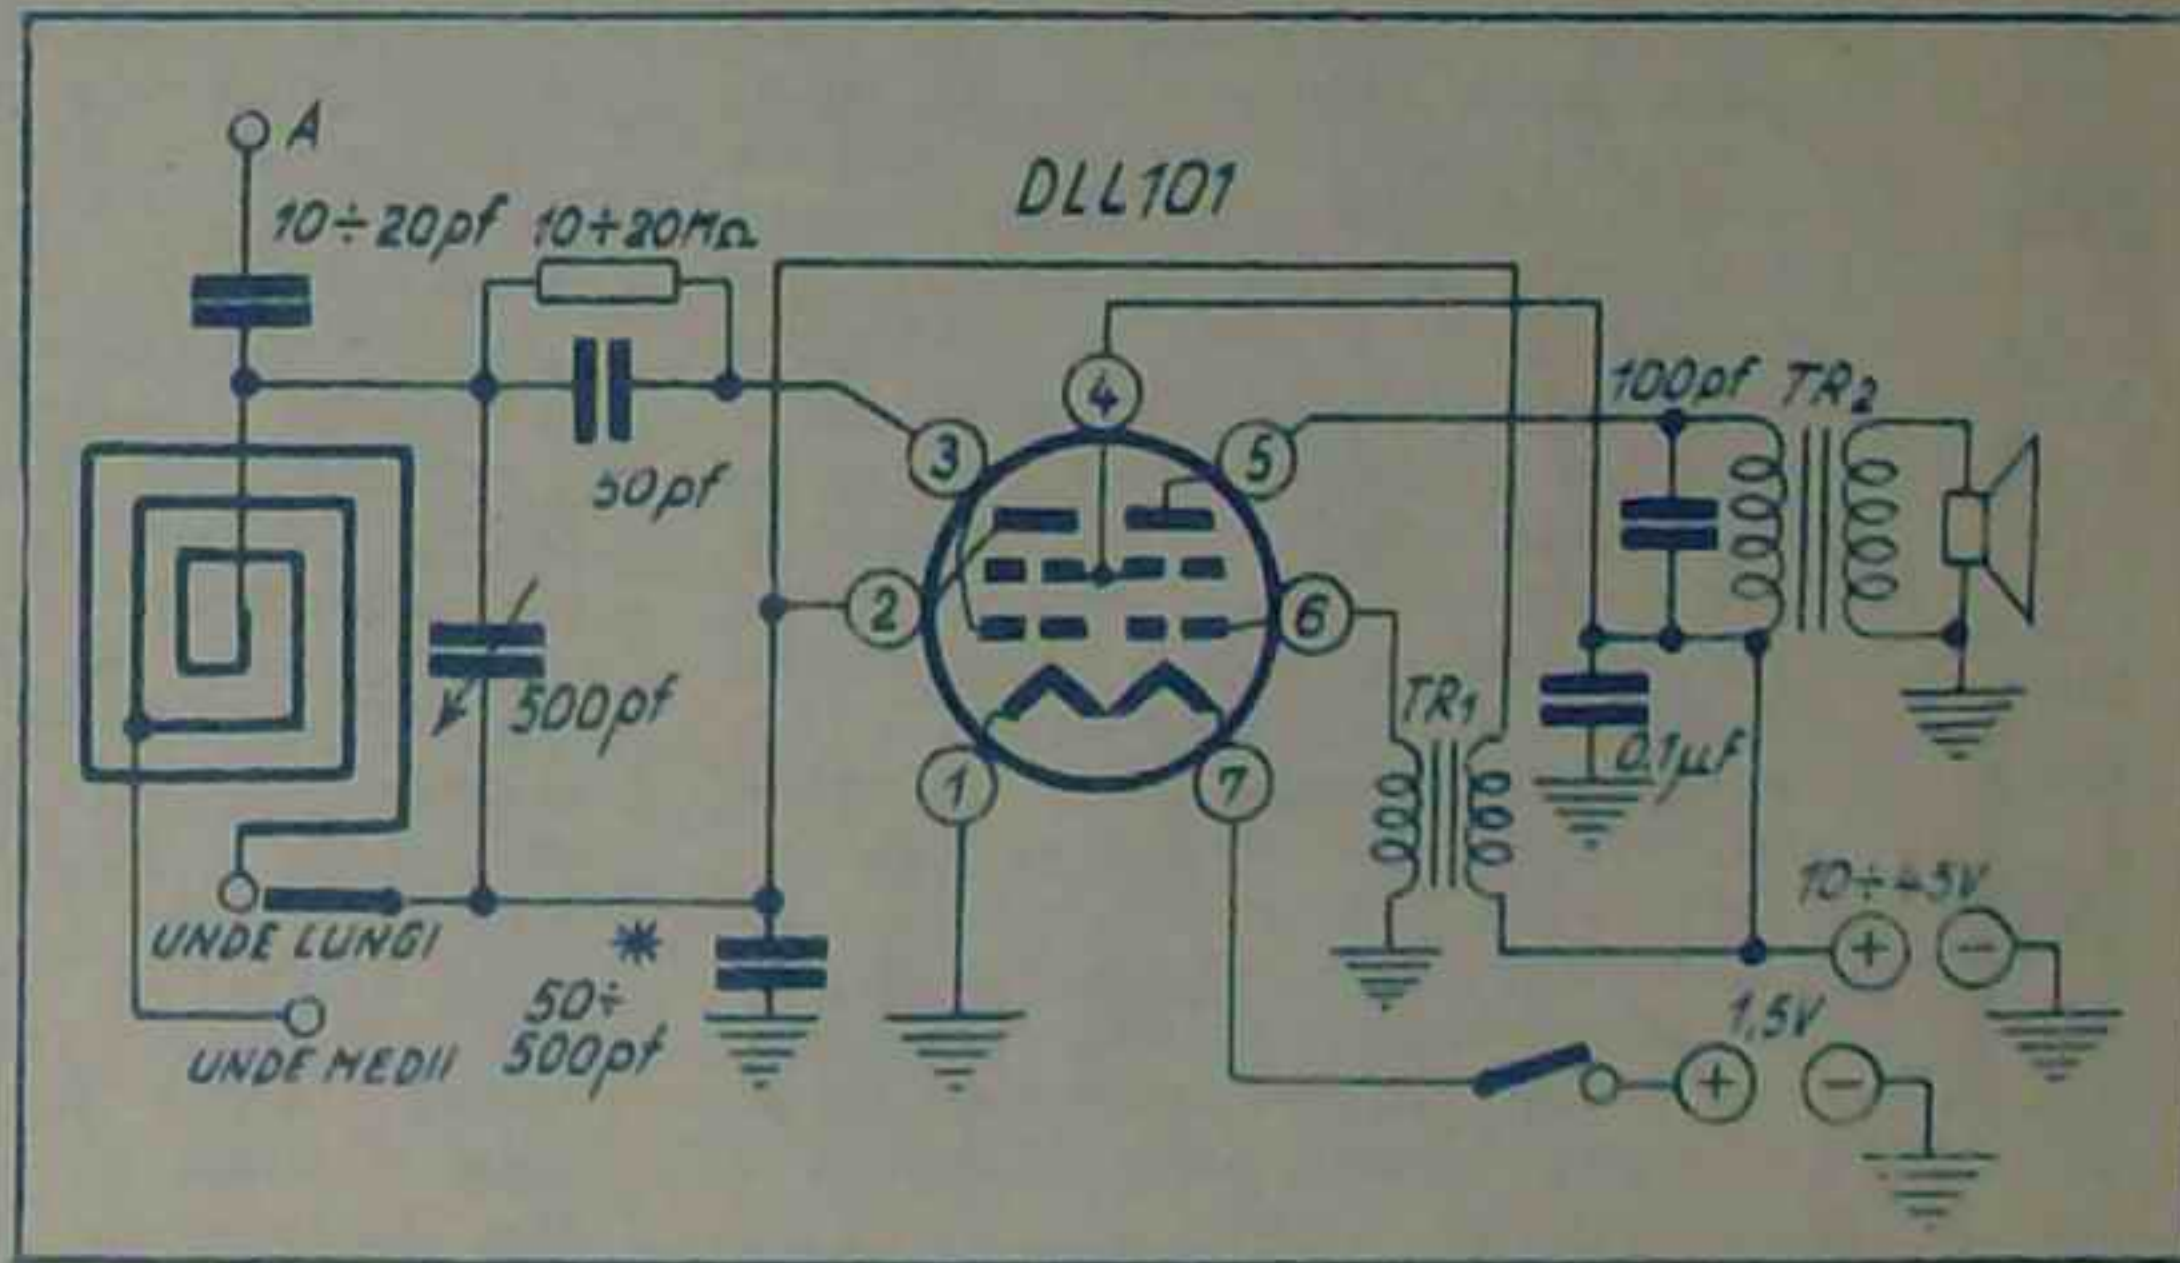 A
DLL101
10÷20pf
10÷20MΩ
50pf
100pf
TR2
4
3
5
2
6
500pf
TR1
0,1µf
1
7
10÷45V
+
−
UNDE LUNGI
*
50÷
500pf
UNDE MEDII
1,5V
+
−